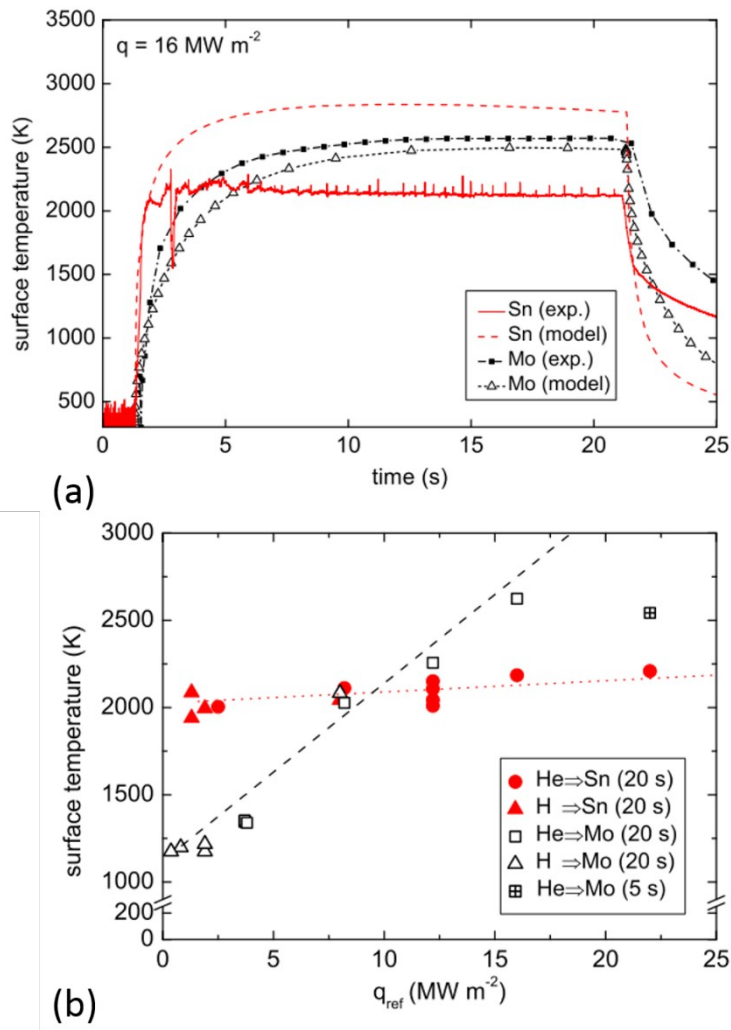 3500
q = 16 MW m-2
3000
2500
2000
1500
1000
500
surface temperature (K)
Sn (exp.)
Sn (model)
Mo (exp.)
Mo (model)
0 5 10 15 20 25
time (s)
(a)
3000
2500
2000
1500
1000
200
0
surface temperature (K)
He⇒Sn (20 s)
H ⇒Sn (20 s)
He⇒Mo (20 s)
H ⇒Mo (20 s)
He⇒Mo (5 s)
0 5 10 15 20 25
qref (MW m-2)
(b)